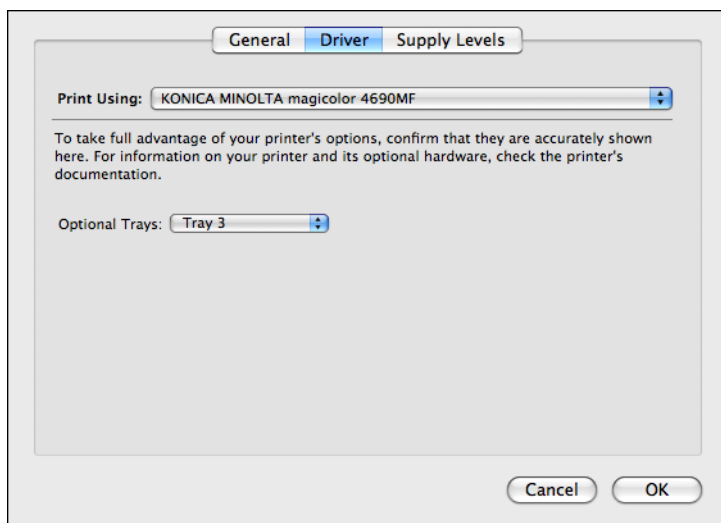 General Driver Supply Levels
Print Using: KONICA MINOLTA magicolor 4690MF
To take full advantage of your printer's options, confirm that they are accurately shown
here. For information on your printer and its optional hardware, check the printer's
documentation.
Optional Trays: Tray 3
Cancel OK